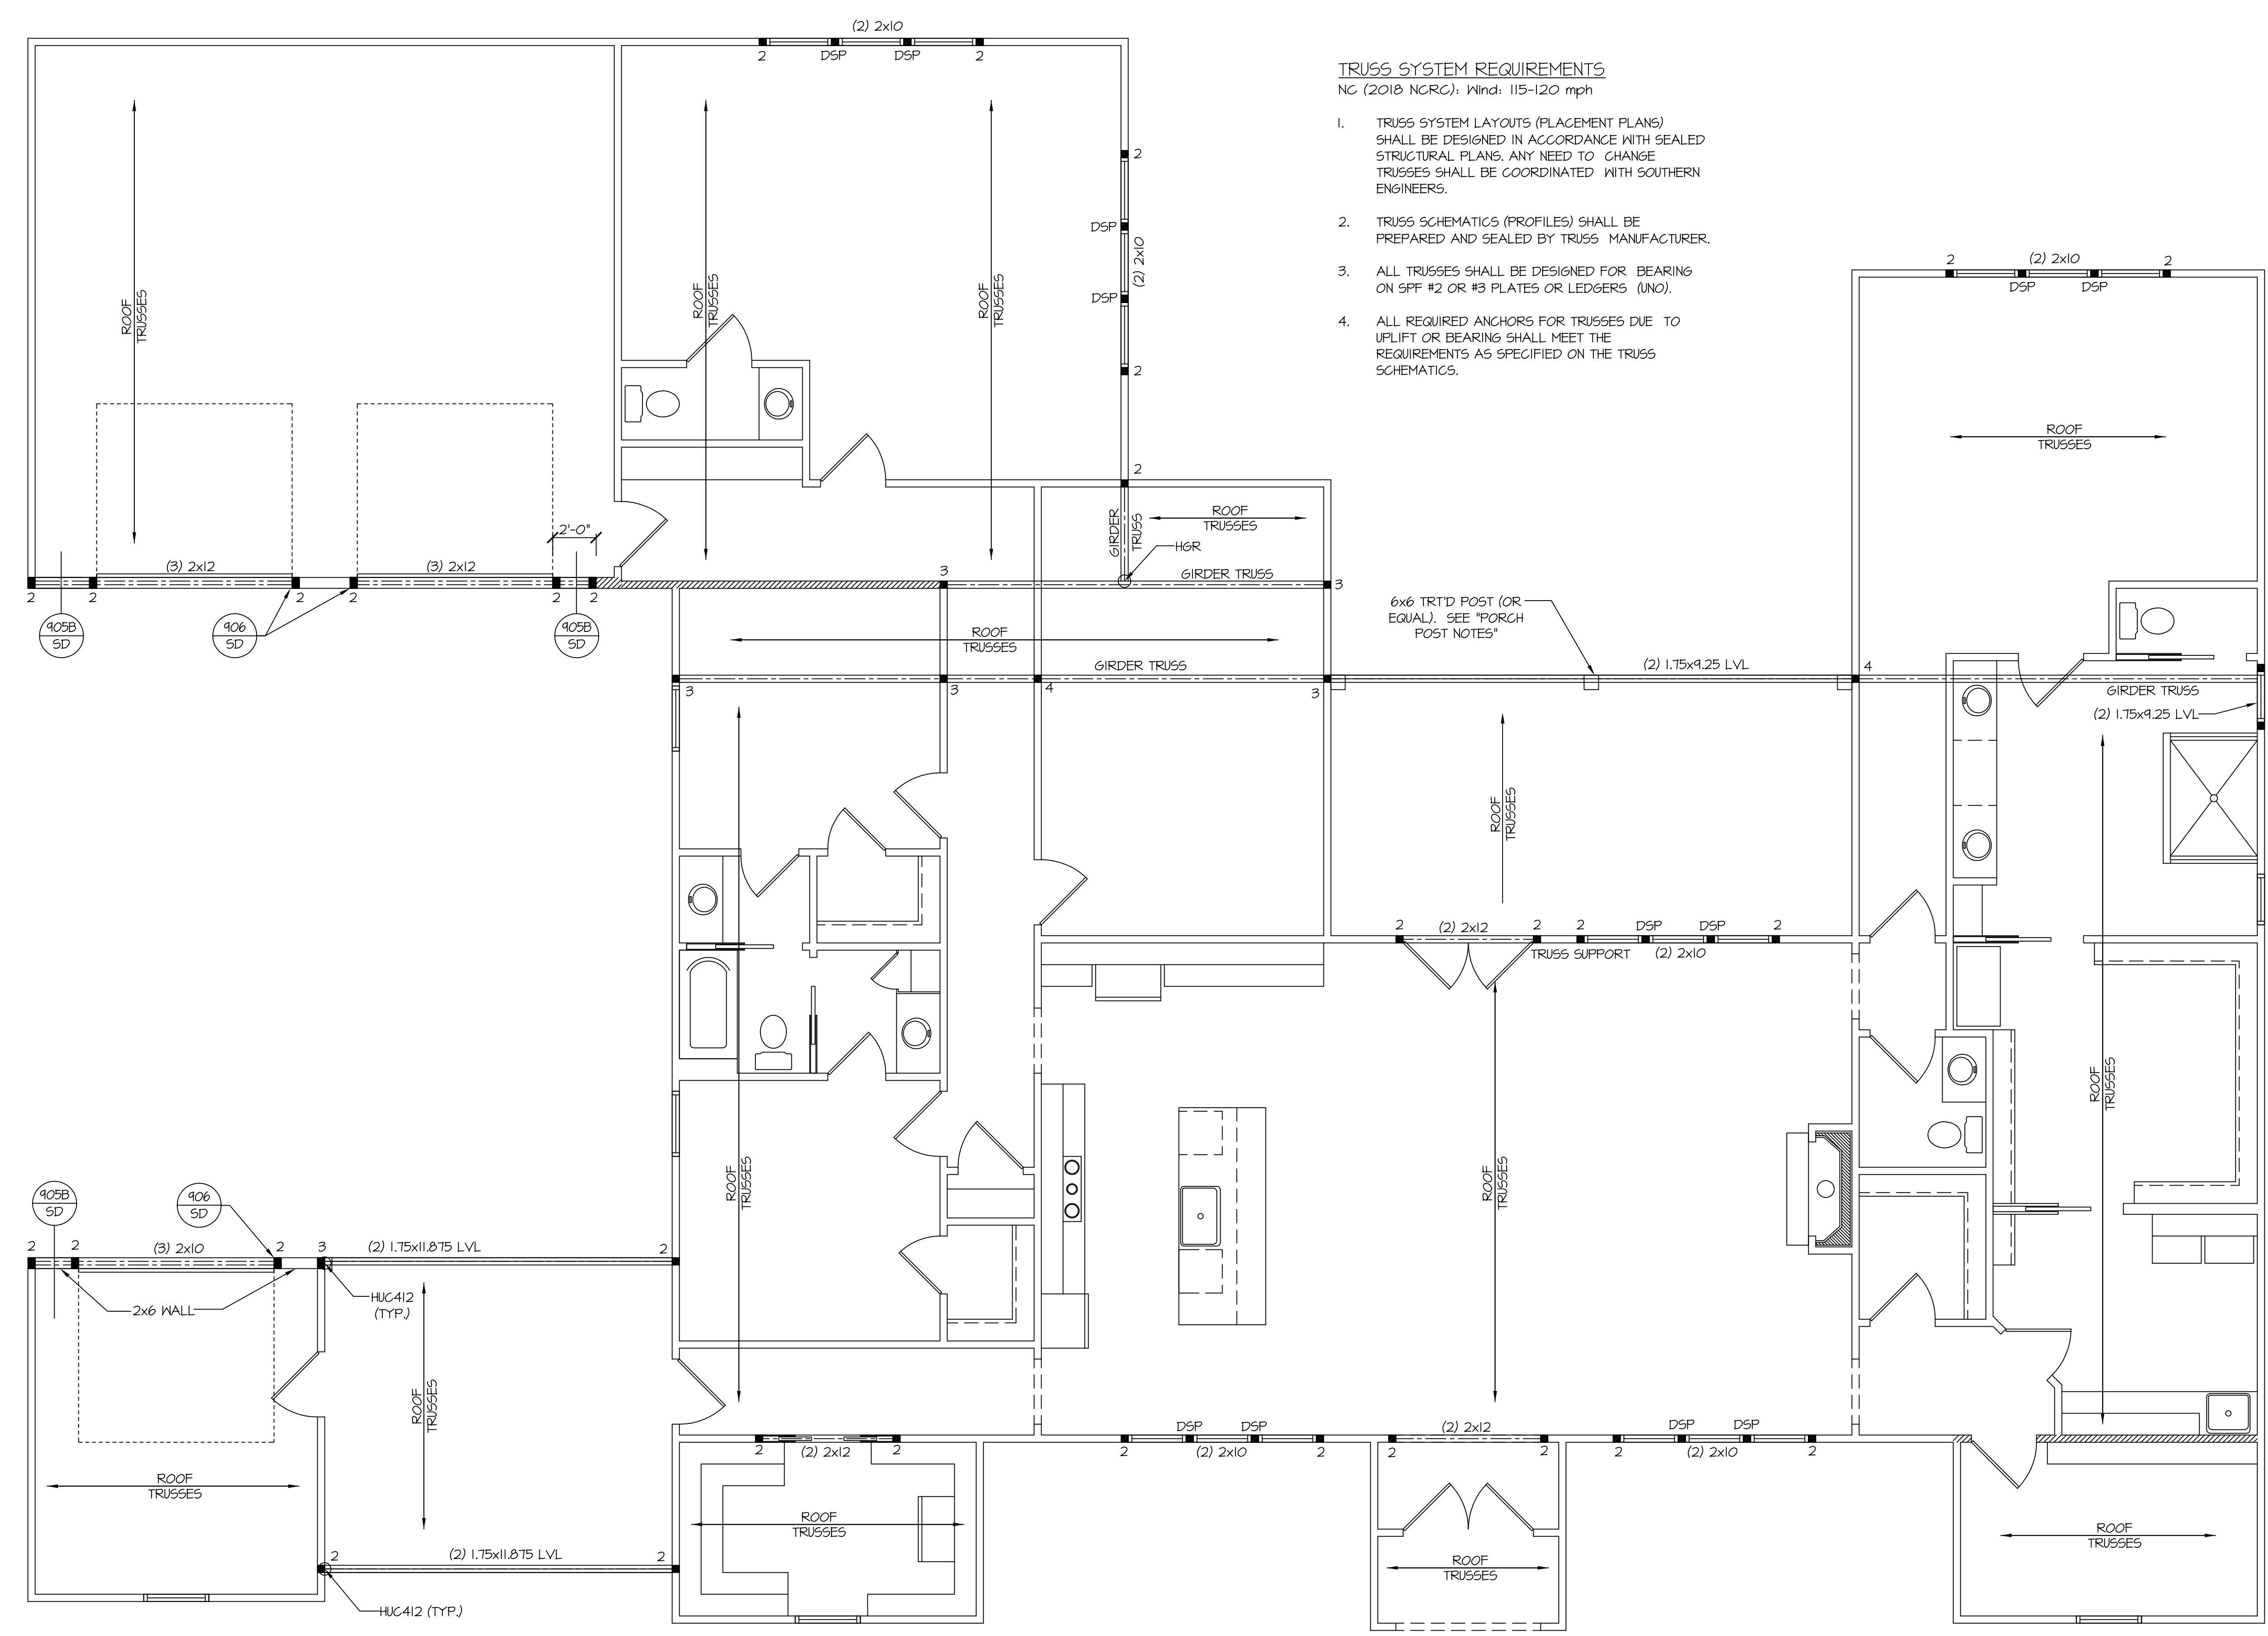 (2) 2x10
2
DSP
DSP
2
TRUSS SYSTEM REQUIREMENTS
NC (2018 NCRC): Wind: 115-120 mph
1. TRUSS SYSTEM LAYOUTS (PLACEMENT PLANS)
SHALL BE DESIGNED IN ACCORDANCE WITH SEALED
STRUCTURAL PLANS. ANY NEED TO CHANGE
TRUSSES SHALL BE COORDINATED WITH SOUTHERN
ENGINEERS.
2. TRUSS SCHEMATICS (PROFILES) SHALL BE
PREPARED AND SEALED BY TRUSS MANUFACTURER.
3. ALL TRUSSES SHALL BE DESIGNED FOR BEARING
ON SPF #2 OR #3 PLATES OR LEDGERS (UNO).
4. ALL REQUIRED ANCHORS FOR TRUSSES DUE TO
UPLIFT OR BEARING SHALL MEET THE
REQUIREMENTS AS SPECIFIED ON THE TRUSS
SCHEMATICS.
2
DSP
(2) 2x10
DSP
2
2
ROOF
TRUSSES
ROOF
TRUSSES
ROOF
TRUSSES
2
(2) 2x10
2
DSP
DSP
ROOF
TRUSSES
ROOF
TRUSSES
GIRDER
TRUSS
HGR
2'-0"
(3) 2x12
(3) 2x12
GIRDER TRUSS
3
3
2
2
2
2
2
2
905B
SD
906
SD
905B
SD
6x6 TRT'D POST (OR
EQUAL). SEE "PORCH
POST NOTES"
ROOF
TRUSSES
GIRDER TRUSS
(2) 1.75x9.25 LVL
4
3
3
4
3
GIRDER TRUSS
(2) 1.75x9.25 LVL
ROOF
TRUSSES
2
(2) 2x12
2
2
DSP
DSP
2
TRUSS SUPPORT
(2) 2x10
ROOF
TRUSSES
ROOF
TRUSSES
ROOF
TRUSSES
905B
SD
906
SD
2
2
(3) 2x10
2
3
(2) 1.75x11.875 LVL
2
HUC412
(TYP.)
2x6 WALL
ROOF
TRUSSES
ROOF
TRUSSES
2
(2) 1.75x11.875 LVL
2
HUC412 (TYP.)
2
(2) 2x12
2
ROOF
TRUSSES
DSP
DSP
2
(2) 2x10
2
(2) 2x12
2
2
ROOF
TRUSSES
DSP
DSP
2
(2) 2x10
2
ROOF
TRUSSES